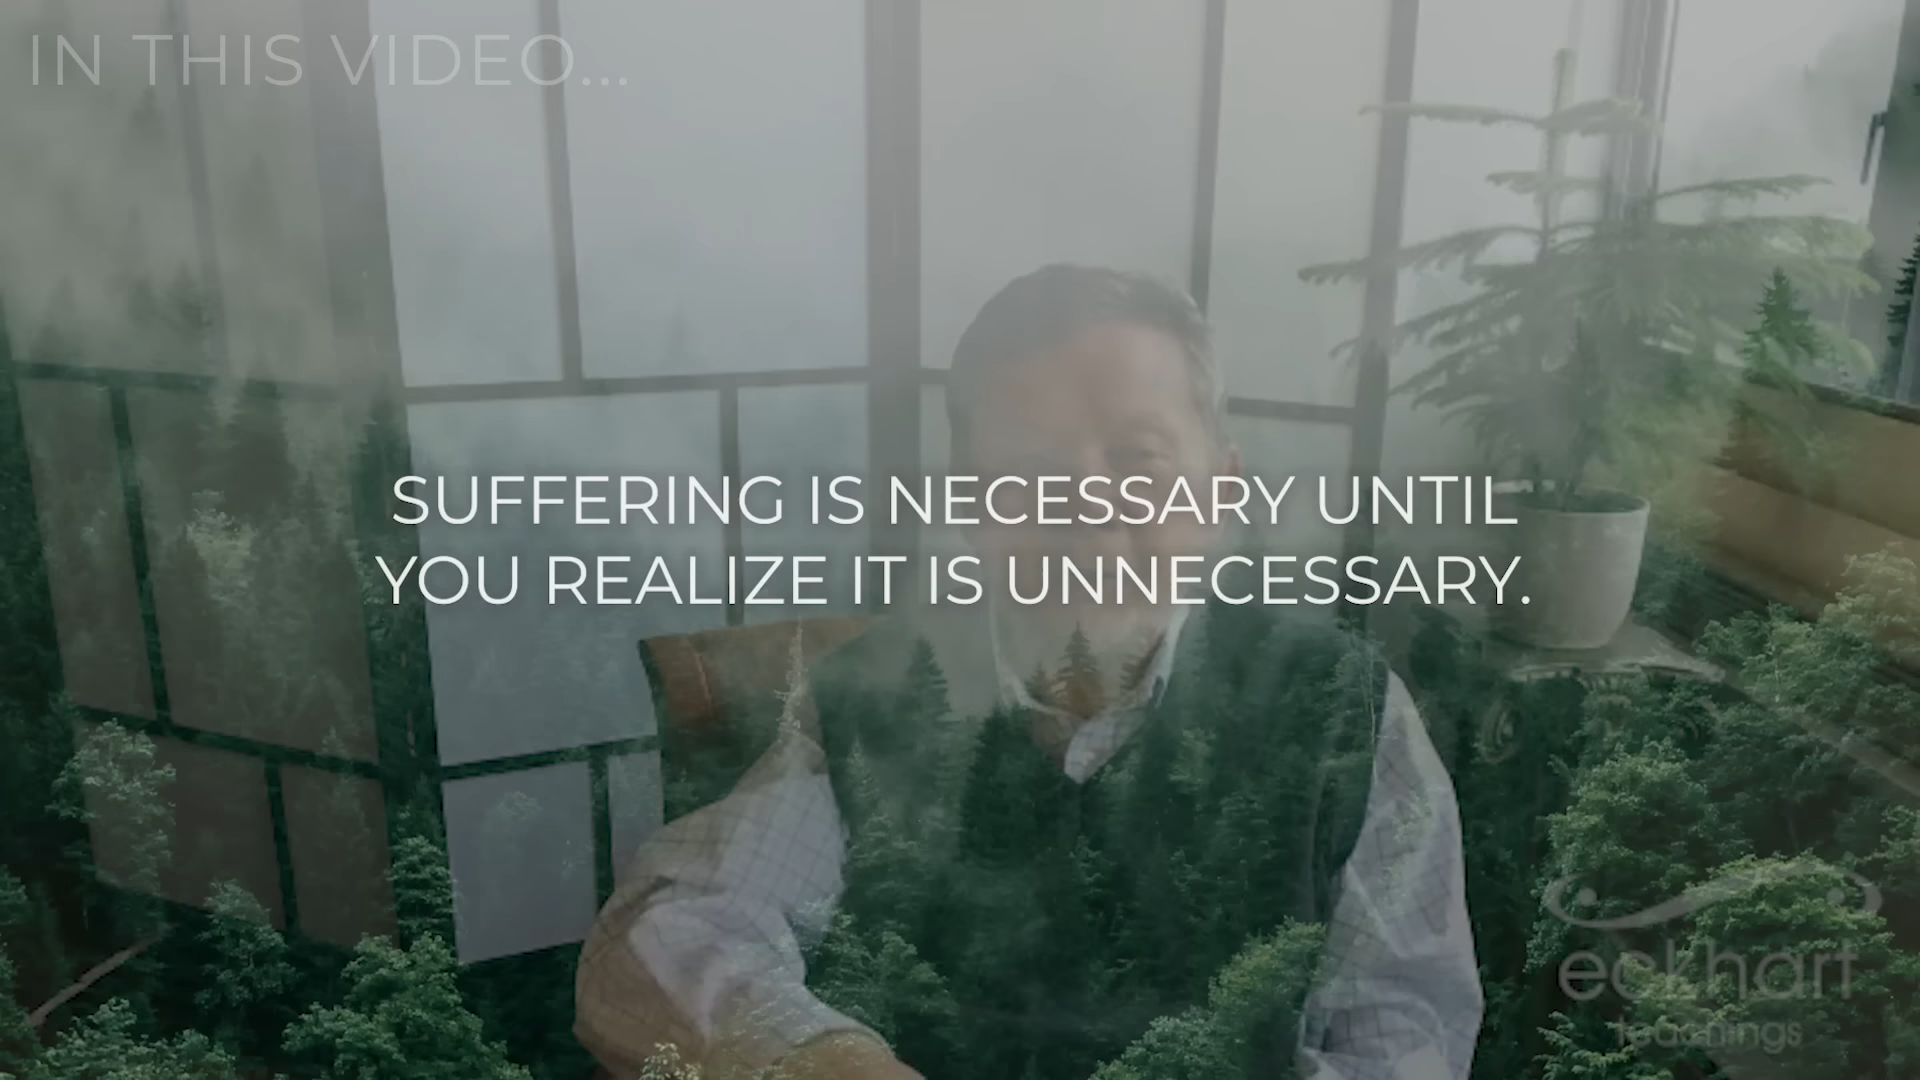 IN THIS VIDEO...
SUFFERING IS NECESSARY UNTIL
YOU REALIZE IT IS UNNECESSARY.
eckhart
teachings